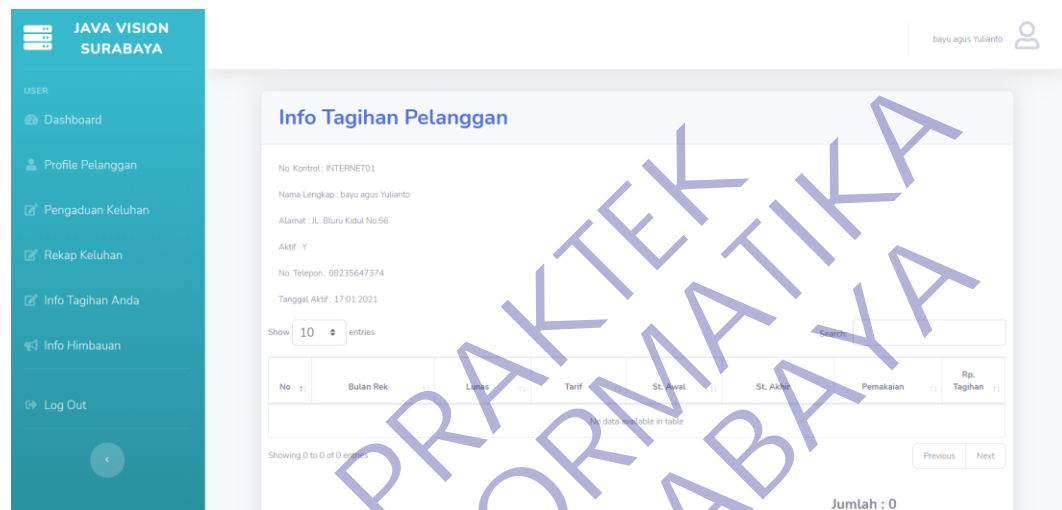 JAVA VISION
SURABAYA
bayu agus Yulianto
USER
Dashboard
Profile Pelanggan
Pengaduan Keluhan
Rekap Keluhan
Info Tagihan Anda
Info Himbauan
Log Out
Info Tagihan Pelanggan
No. Kontrol : INTERNET01
Nama Lengkap : bayu agus Yulianto
Alamat : JL. Bluru Kidul No.56
Aktif : Y
No. Telepon : 08235647374
Tanggal Aktif : 17:01:2021
Show 10 entries
Search:
No Bulan Rek Lunas Tarif St. Awal St. Akhir Pemakaian Rp. Tagihan
No data available in table
Showing 0 to 0 of 0 entries
Previous Next
Jumlah : 0
PRAKTEK
ORMATIKA
ABAYA